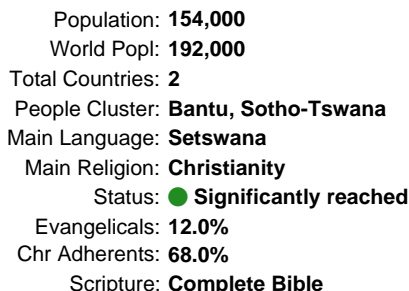 Population: 154,000
World Popl: 192,000
Total Countries: 2
People Cluster: Bantu, Sotho-Tswana
Main Language: Setswana
Main Religion: Christianity
Status: Significantly reached
Evangelicals: 12.0%
Chr Adherents: 68.0%
Scripture: Complete Bible